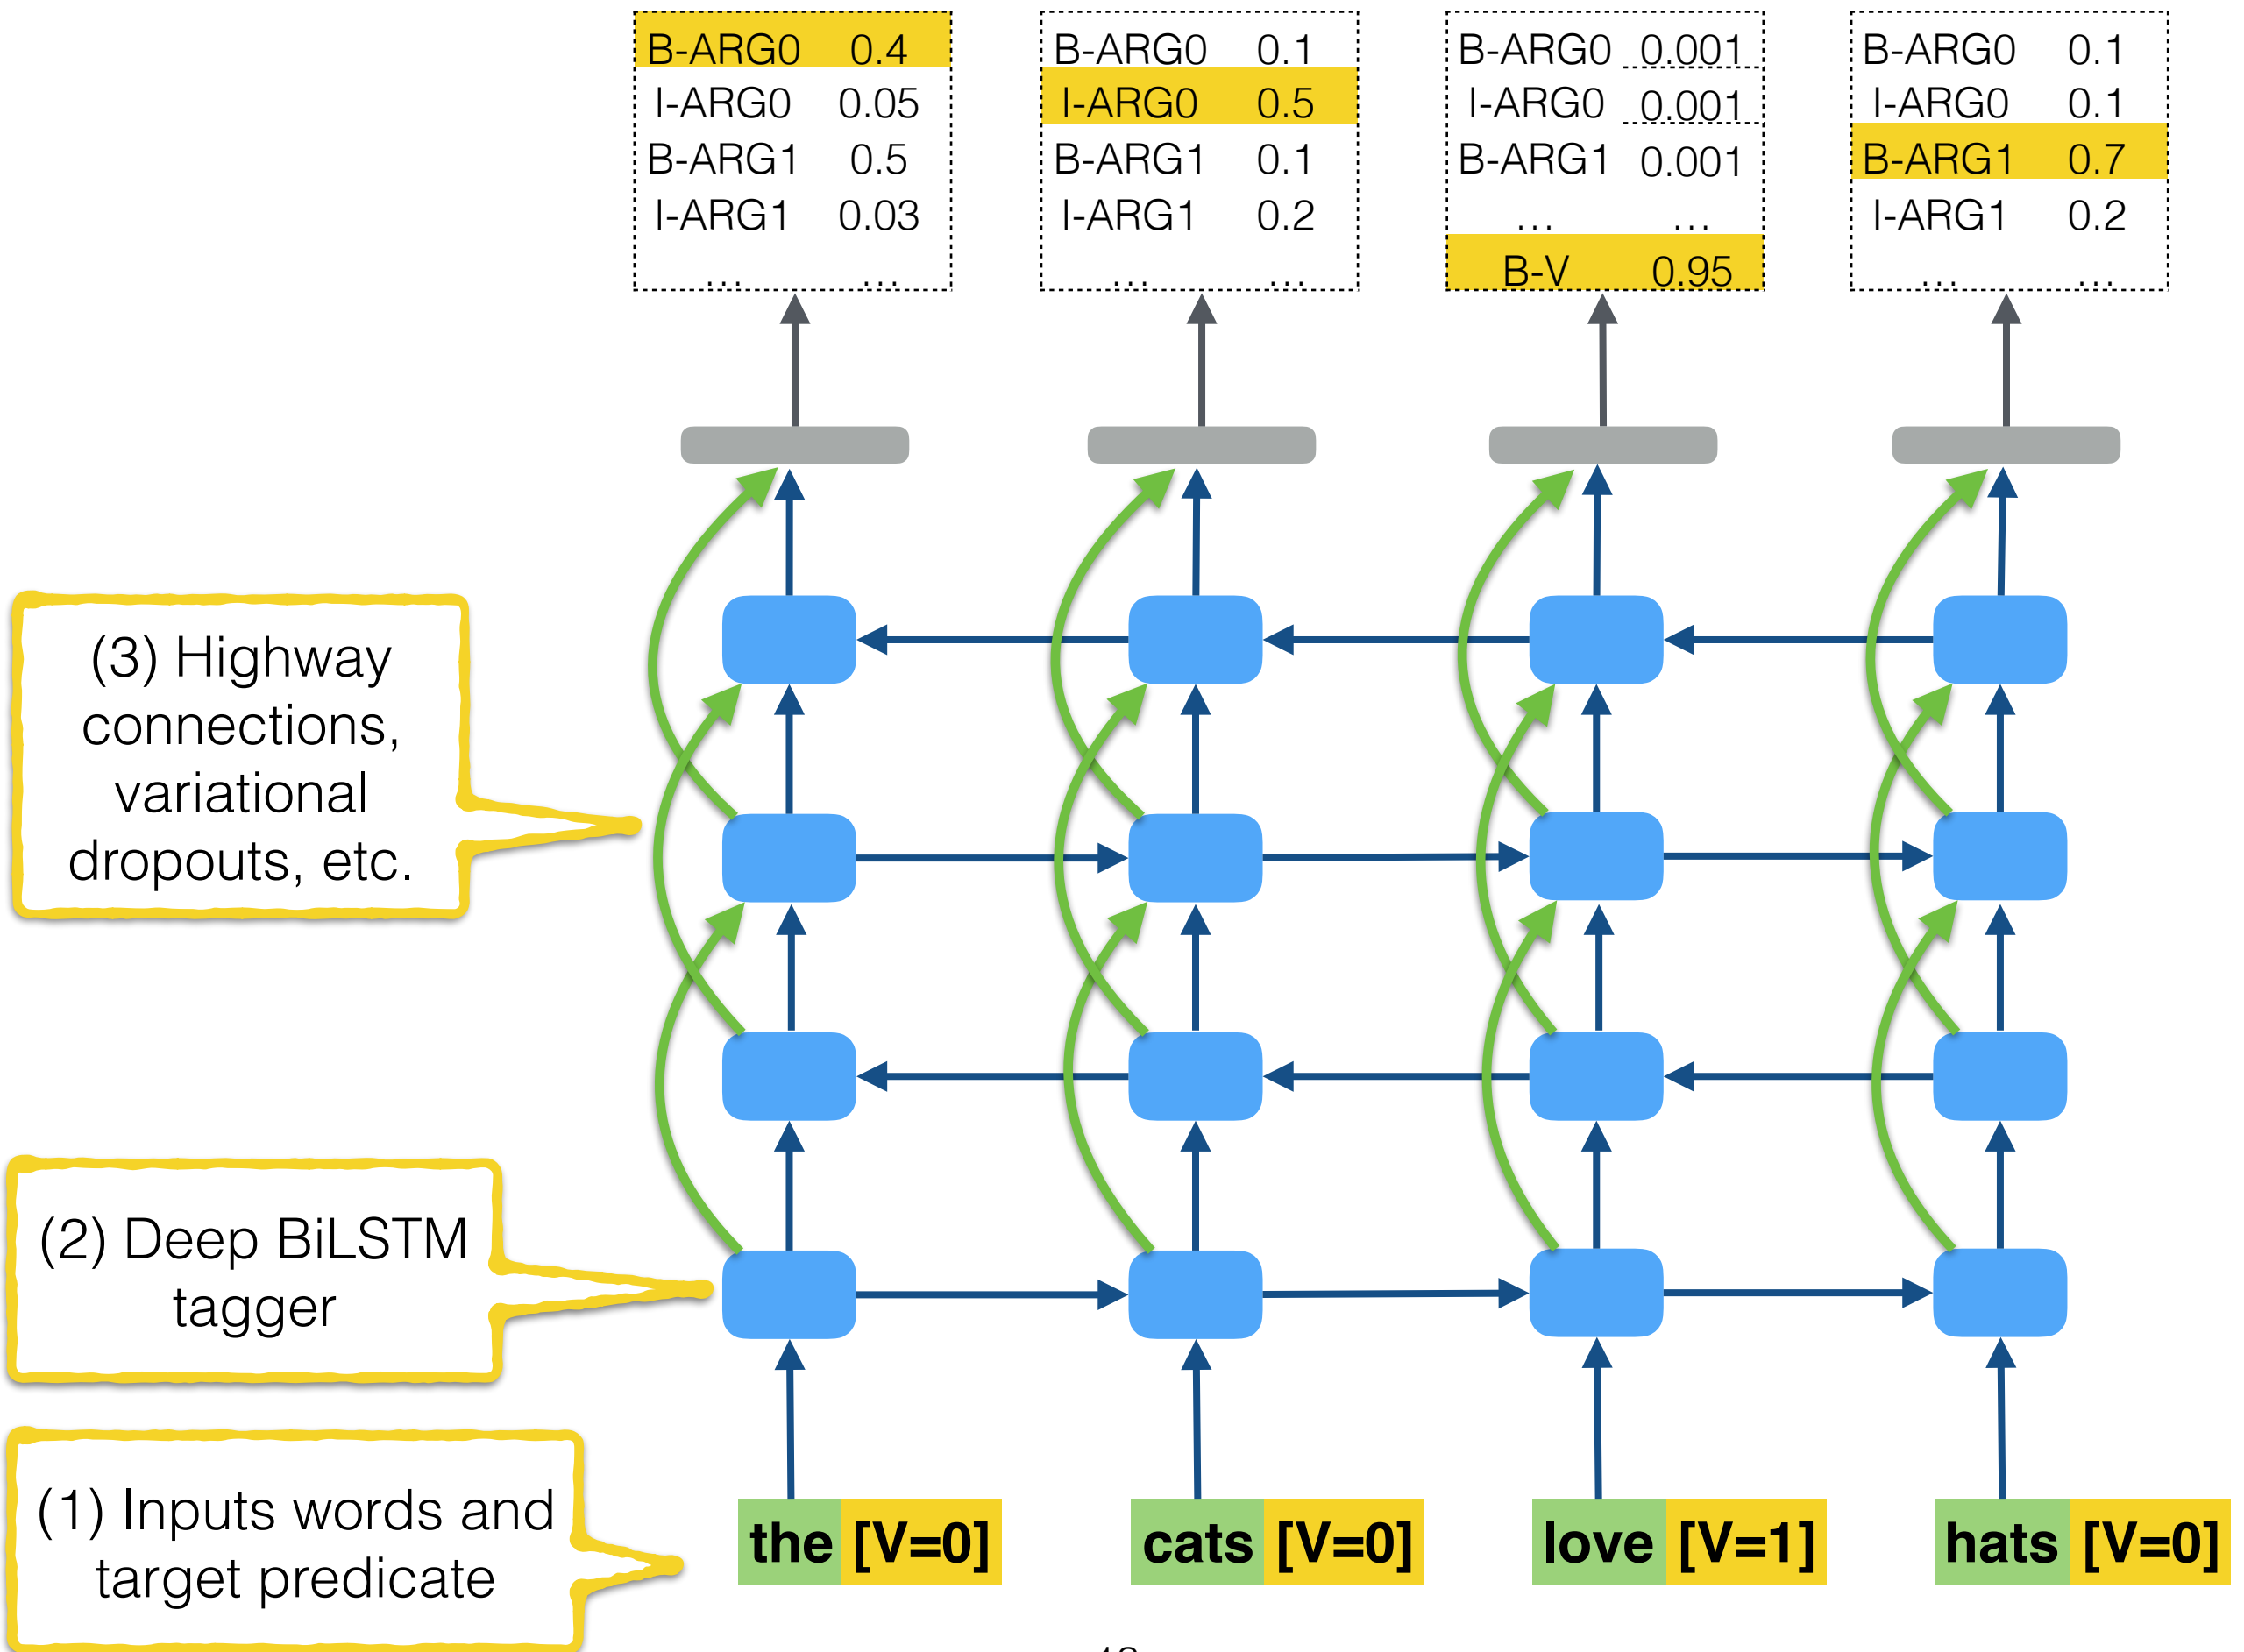 B-ARG0 0.4
I-ARG0 0.05
B-ARG1 0.5
I-ARG1 0.03
... ...
B-ARG0 0.1
I-ARG0 0.5
B-ARG1 0.1
I-ARG1 0.2
... ...
B-ARG0 0.001
I-ARG0 0.001
B-ARG1 0.001
... ...
B-V 0.95
B-ARG0 0.1
I-ARG0 0.1
B-ARG1 0.7
I-ARG1 0.2
... ...
(3) Highway
connections,
variational
dropouts, etc.
(2) Deep BiLSTM
tagger
(1) Inputs words and
target predicate
the [V=0] cats [V=0] love [V=1] hats [V=0]